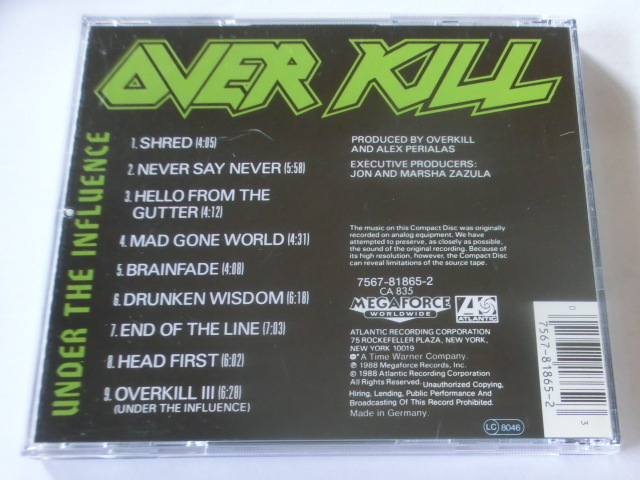 OVER KILL
UNDER THE INFLUENCE
1. SHRED (4:05)
2. NEVER SAY NEVER (5:58)
3. HELLO FROM THE
GUTTER (4:12)
4. MAD GONE WORLD (4:31)
5. BRAINFADE (4:08)
6. DRUNKEN WISDOM (6:18)
7. END OF THE LINE (7:03)
8. HEAD FIRST (6:02)
9. OVERKILL III (6:28)
(UNDER THE INFLUENCE)
PRODUCED BY OVERKILL
AND ALEX PERIALAS
EXECUTIVE PRODUCERS:
JON AND MARSHA ZAZULA
The music on this Compact Disc was originally
recorded on analog equipment. We have
attempted to preserve, as closely as possible,
the sound of the original recording. Because of
its high resolution, however, the Compact Disc
can reveal limitations of the source tape.
7567-81865-2
CA 835
MEGAFORCE
WORLDWIDE
ATLANTIC
ATLANTIC RECORDING CORPORATION
75 ROCKEFELLER PLAZA, NEW YORK,
NEW YORK 10019
A Time Warner Company.
℗ 1988 Megaforce Records, Inc.
© 1988 Atlantic Recording Corporation
All Rights Reserved. Unauthorized Copying,
Hiring, Lending, Public Performance And
Broadcasting Of This Record Prohibited.
Made in Germany.
LC 8046
0
7567-81865-2
3